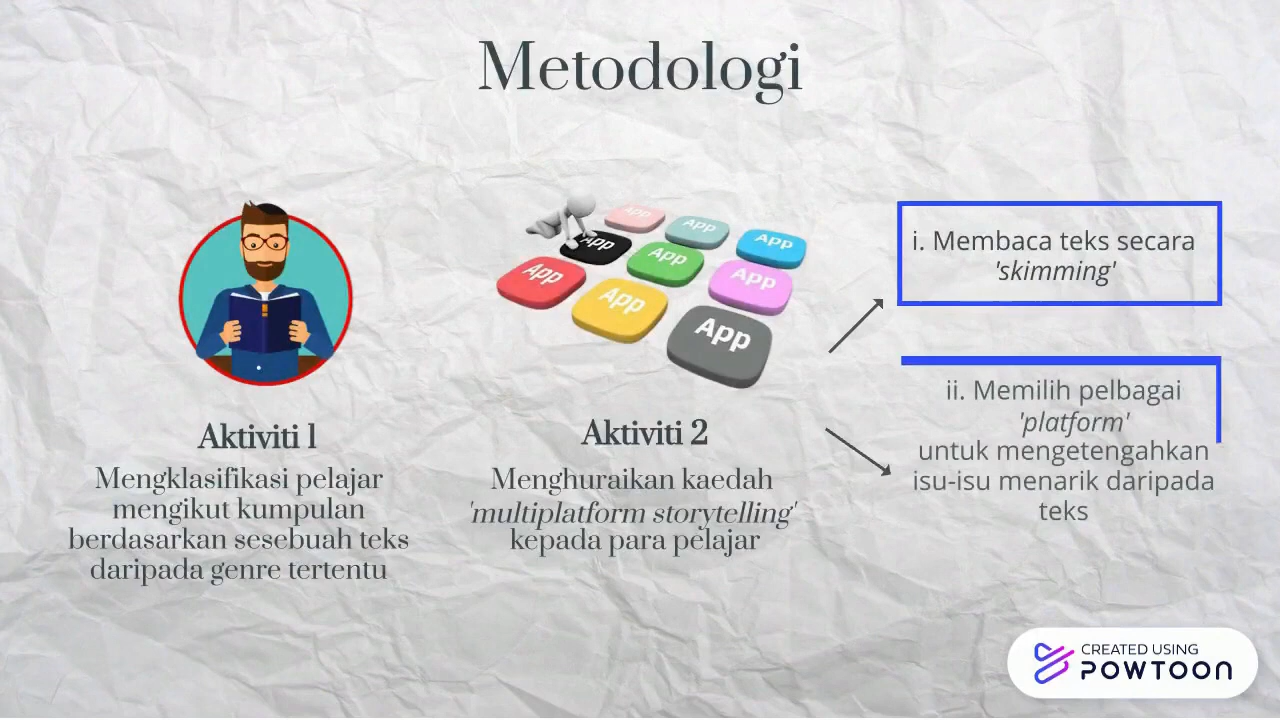 Metodologi
App
App
App
App
App
App
App
App
App
Aktiviti 1
Mengklasifikasi pelajar
mengikut kumpulan
berdasarkan sesebuah teks
daripada genre tertentu
Aktiviti 2
Menghuraikan kaedah
'multiplatform storytelling'
kepada para pelajar
i. Membaca teks secara
'skimming'
ii. Memilih pelbagai
'platform'
untuk mengetengahkan
isu-isu menarik daripada
teks
CREATED USING
POWTOON